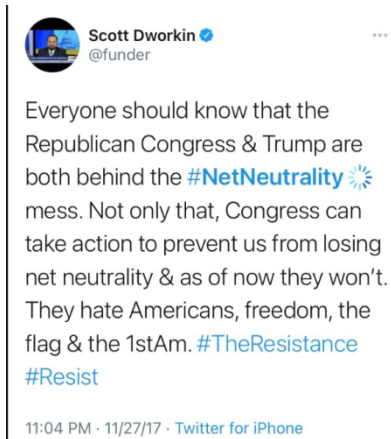 Scott Dworkin
@funder
Everyone should know that the
Republican Congress & Trump are
both behind the #NetNeutrality
mess. Not only that, Congress can
take action to prevent us from losing
net neutrality & as of now they won't.
They hate Americans, freedom, the
flag & the 1stAm. #TheResistance
#Resist
11:04 PM · 11/27/17 · Twitter for iPhone